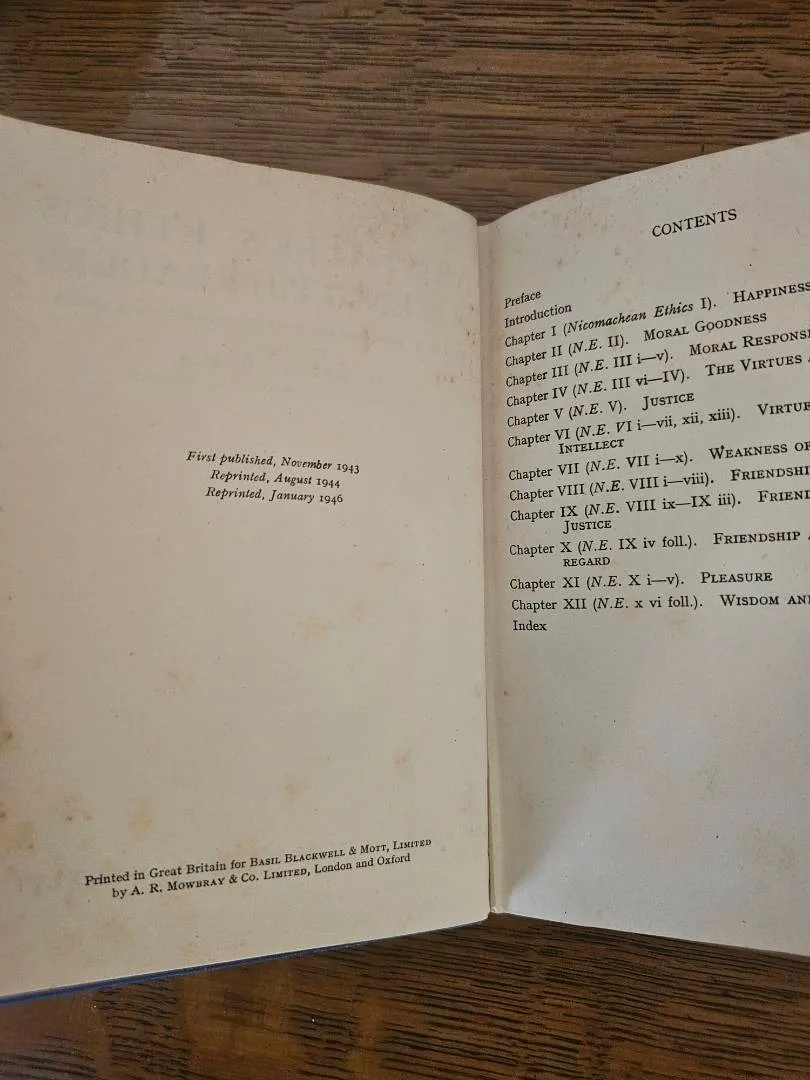 First published, November 1943
Reprinted, August 1944
Reprinted, January 1946
Printed in Great Britain for BASIL BLACKWELL & MOTT, LIMITED
by A. R. MOWBRAY & CO. LIMITED, London and Oxford
CONTENTS
Preface
Introduction
Chapter I (Nicomachean Ethics I). HAPPINESS
Chapter II (N.E. II). MORAL GOODNESS
Chapter III (N.E. III i—v). MORAL RESPONSI
Chapter IV (N.E. III vi—IV). THE VIRTUES
Chapter V (N.E. V). JUSTICE
Chapter VI (N.E. VI i—vii, xii, xiii). VIRTUE
INTELLECT
Chapter VII (N.E. VII i—x). WEAKNESS OF
Chapter VIII (N.E. VIII i—viii). FRIENDSHI
Chapter IX (N.E. VIII ix—IX iii). FRIEND
JUSTICE
Chapter X (N.E. IX iv foll.). FRIENDSHIP
REGARD
Chapter XI (N.E. X i—v). PLEASURE
Chapter XII (N.E. x vi foll.). WISDOM AN
Index